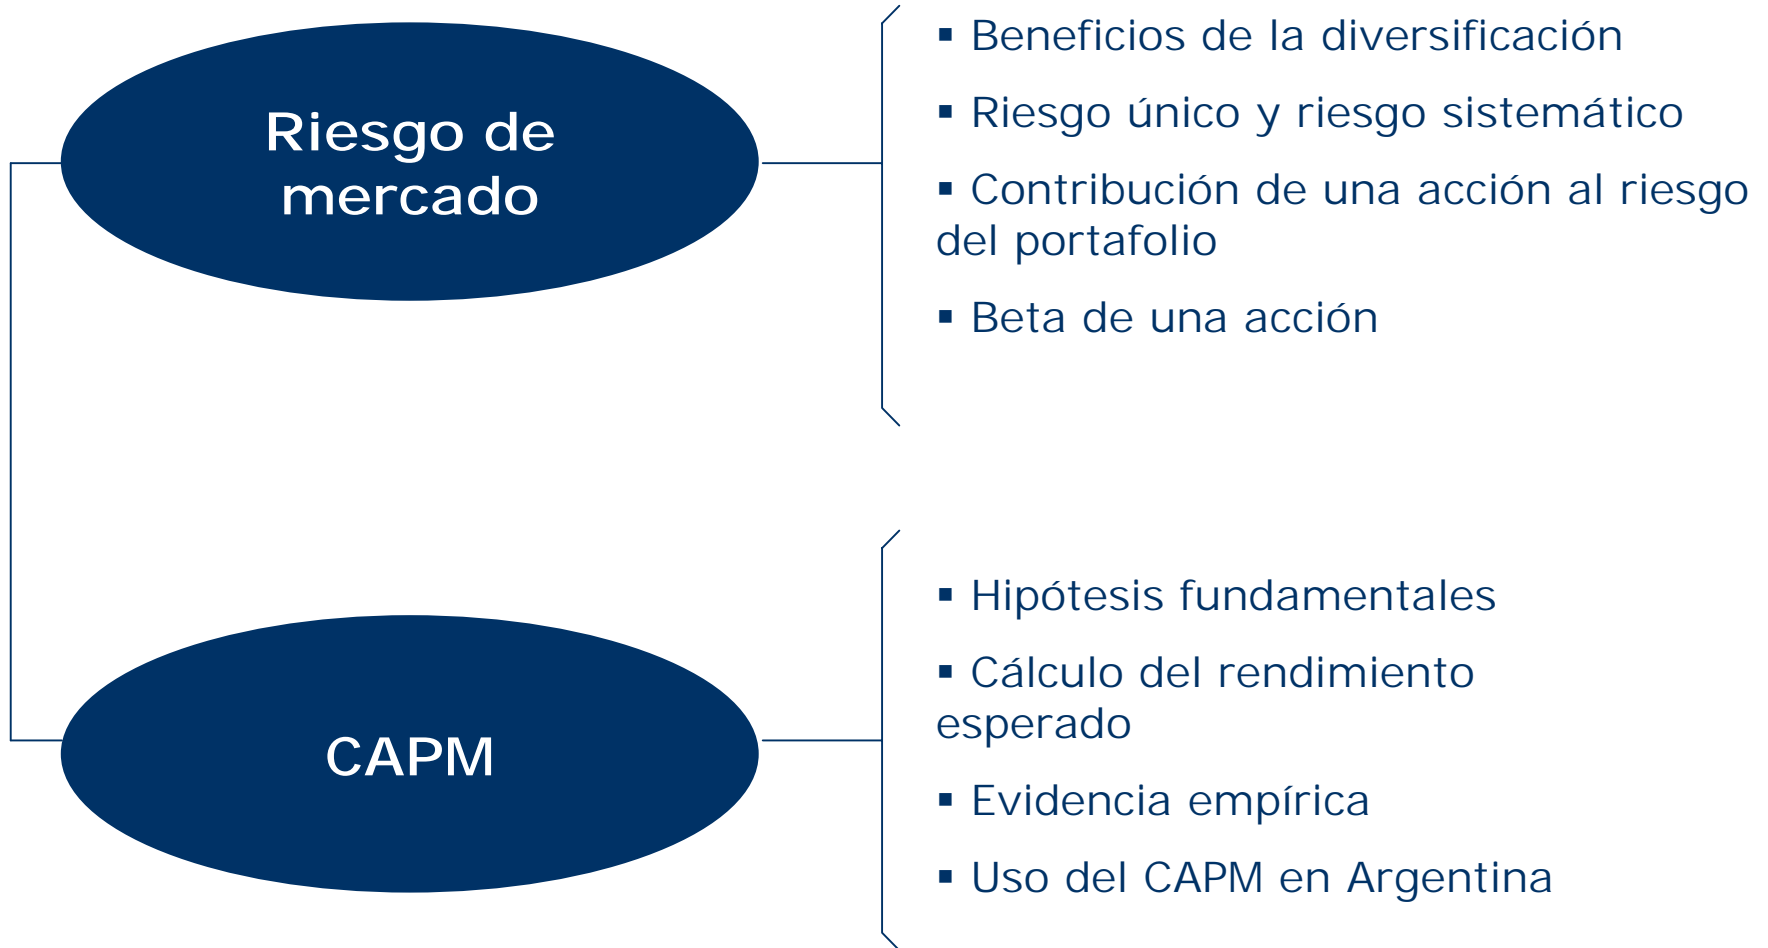 Riesgo de
mercado
▪ Beneficios de la diversificación
▪ Riesgo único y riesgo sistemático
▪ Contribución de una acción al riesgo
del portafolio
▪ Beta de una acción
CAPM
▪ Hipótesis fundamentales
▪ Cálculo del rendimiento
esperado
▪ Evidencia empírica
▪ Uso del CAPM en Argentina